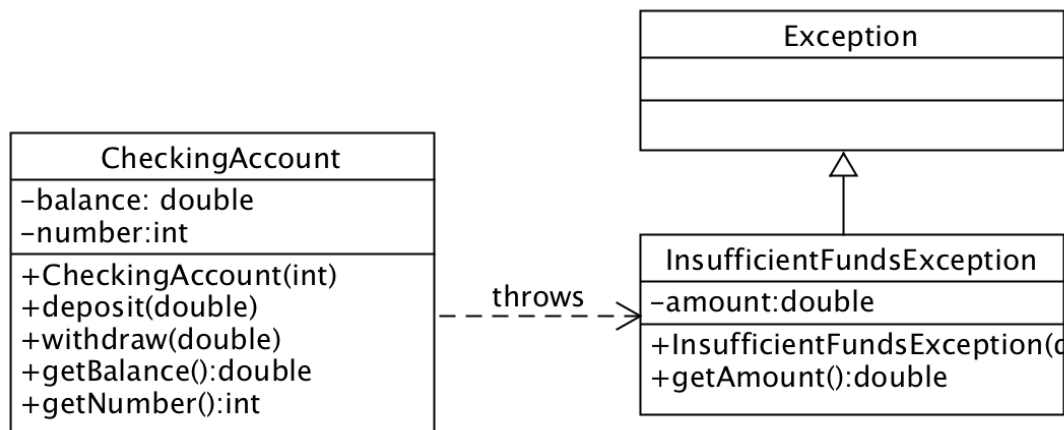 Exception
CheckingAccount
-balance: double
-number:int
+CheckingAccount(int)
+deposit(double)
+withdraw(double)
+getBalance():double
+getNumber():int
throws
InsufficientFundsException
-amount:double
+InsufficientFundsException(
+getAmount():double